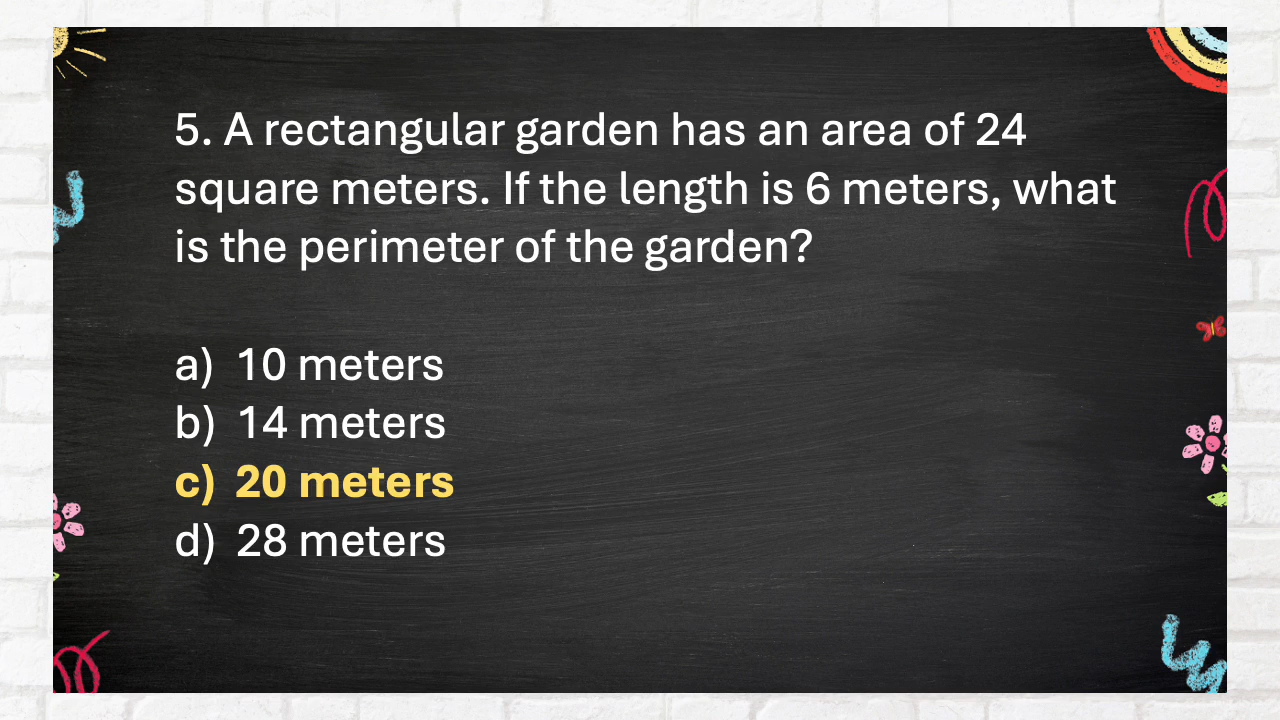 5. A rectangular garden has an area of 24
square meters. If the length is 6 meters, what
is the perimeter of the garden?
a) 10 meters
b) 14 meters
c) 20 meters
d) 28 meters